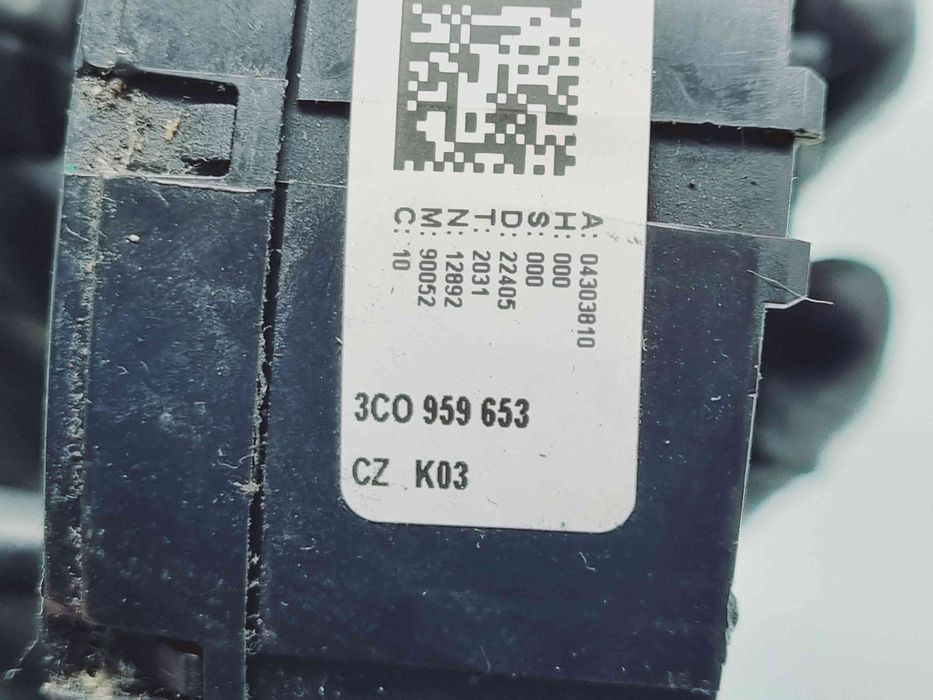 A: 04303810
H: 000
S: 000
D: 22405
T: 2031
N: 12892
M: 90052
C: 10
3C0 959 653
CZ K03